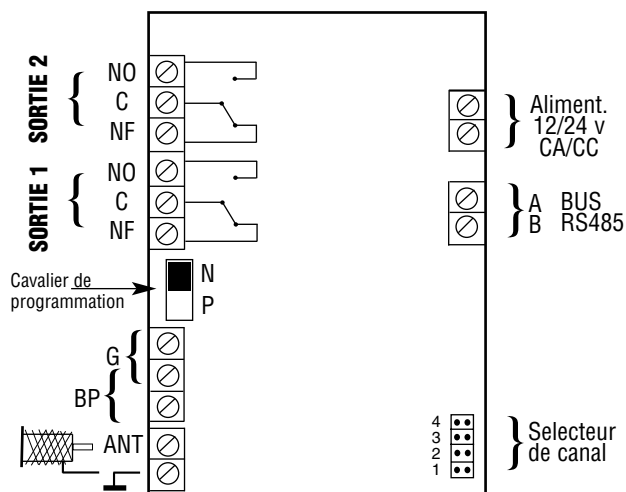 SORTIE 2
NO
C
NF
SORTIE 1
NO
C
NF
Cavalier de
programmation
N
P
G
BP
ANT
Aliment.
12/24 v
CA/CC
A BUS
B RS485
4
3
2
1
Selecteur
de canal